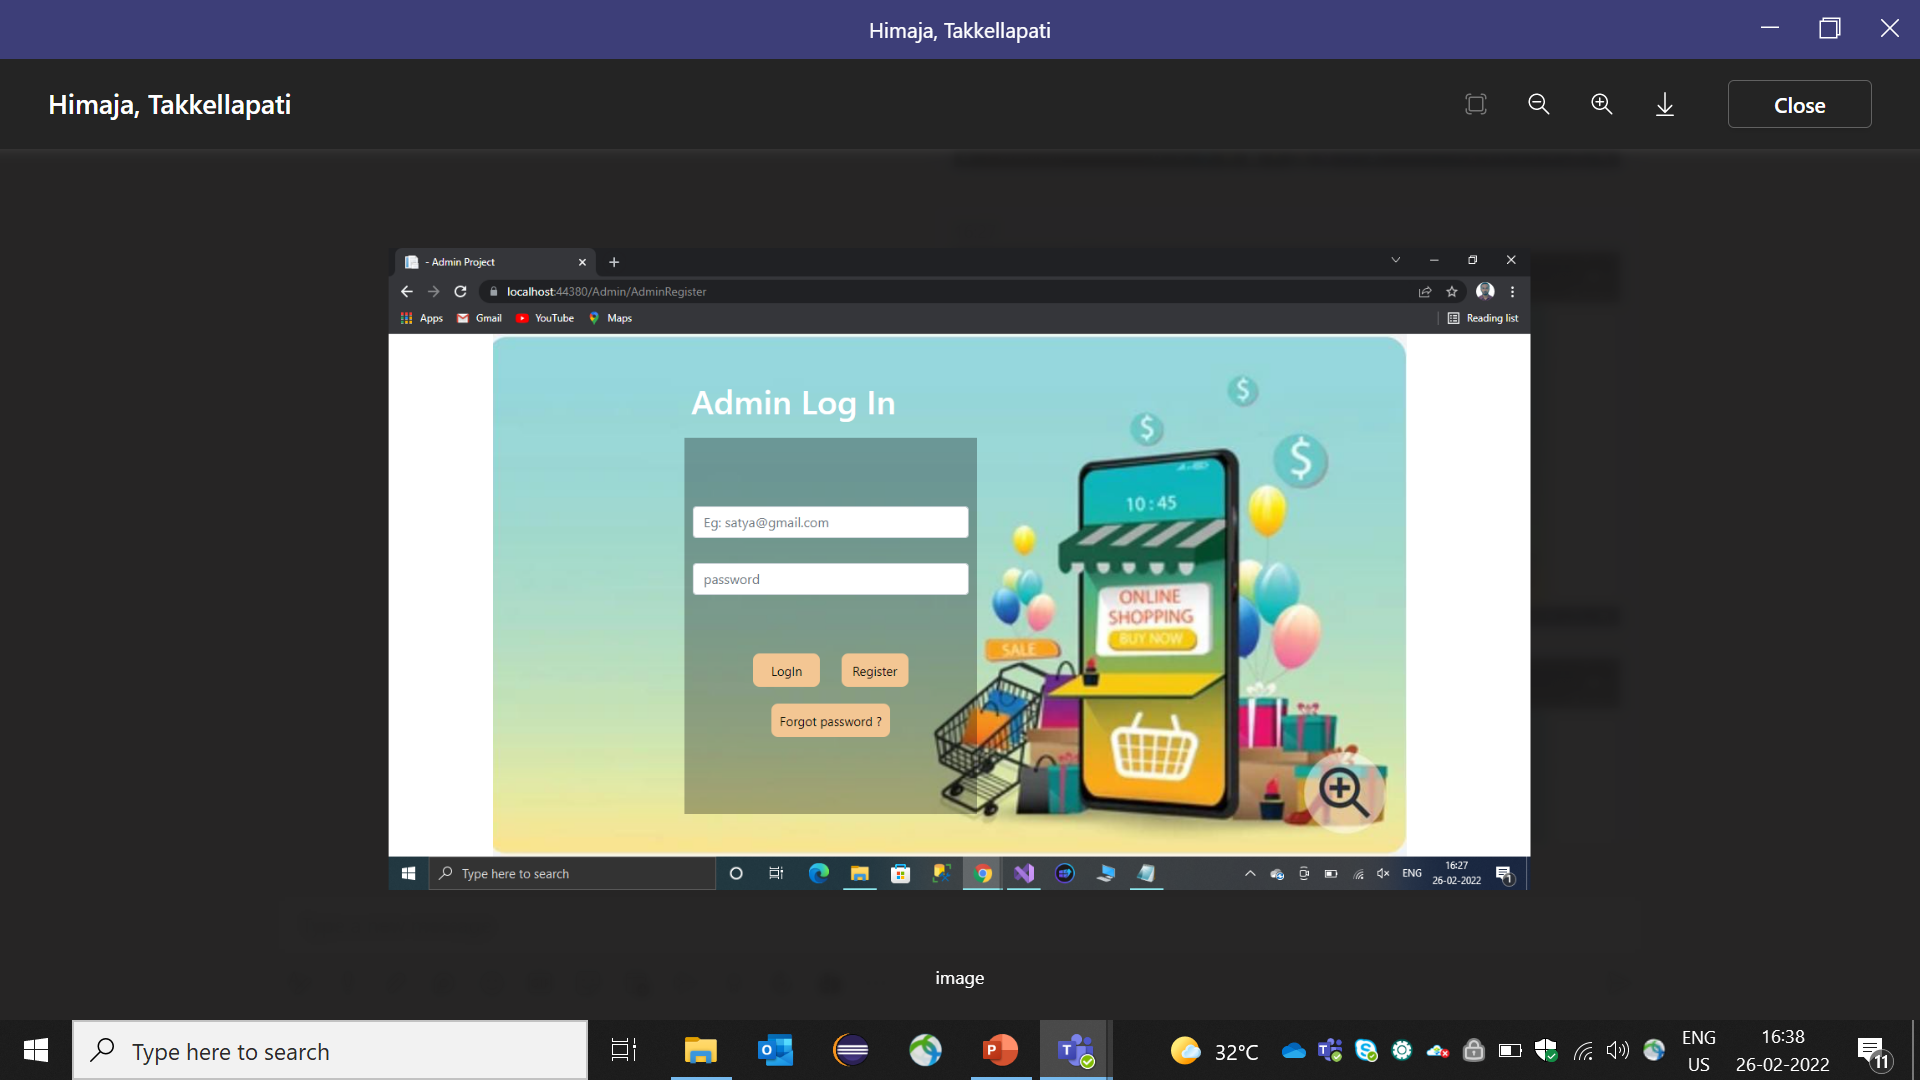 Himaja, Takkellapati
Himaja, Takkellapati
Close
- Admin Project
localhost:44380/Admin/AdminRegister
Apps Gmail YouTube Maps Reading list
Admin Log In
Eg: satya@gmail.com
password
LogIn Register
Forgot password ?
$
$
$
10:45
ONLINE
SHOPPING
BUY NOW
SALE
Type here to search
ENG
16:27
26-02-2022
1
image
Type here to search
32°C
ENG
US
16:38
26-02-2022
11